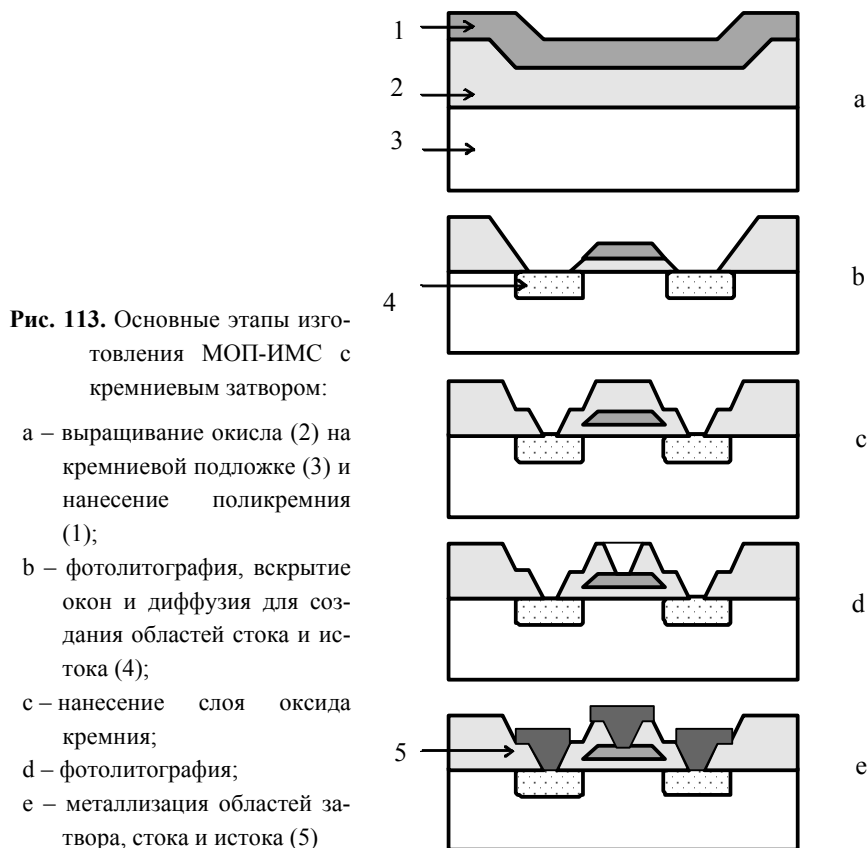 1
2
3
a
4
b
c
d
5
e
Рис. 113. Основные этапы изго-
товления МОП-ИМС с
кремниевым затвором:
a – выращивание окисла (2) на
кремниевой подложке (3) и
нанесение поликремния
(1);
b – фотолитография, вскрытие
окон и диффузия для соз-
дания областей стока и ис-
тока (4);
c – нанесение слоя оксида
кремния;
d – фотолитография;
e – металлизация областей за-
твора, стока и истока (5)